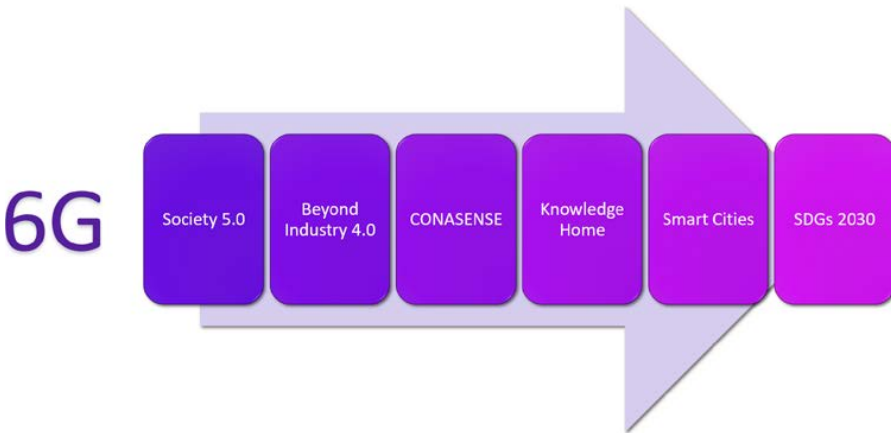 6G
Society 5.0
Beyond
Industry 4.0
CONASENSE
Knowledge
Home
Smart Cities
SDGs 2030